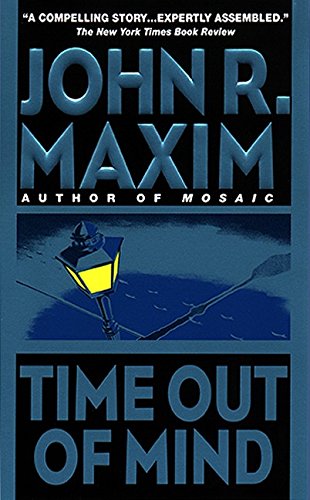 “A COMPELLING STORY...EXPERTLY ASSEMBLED.”
The New York Times Book Review
JOHN R.
MAXIM
AUTHOR OF MOSAIC
TIME OUT
OF MIND